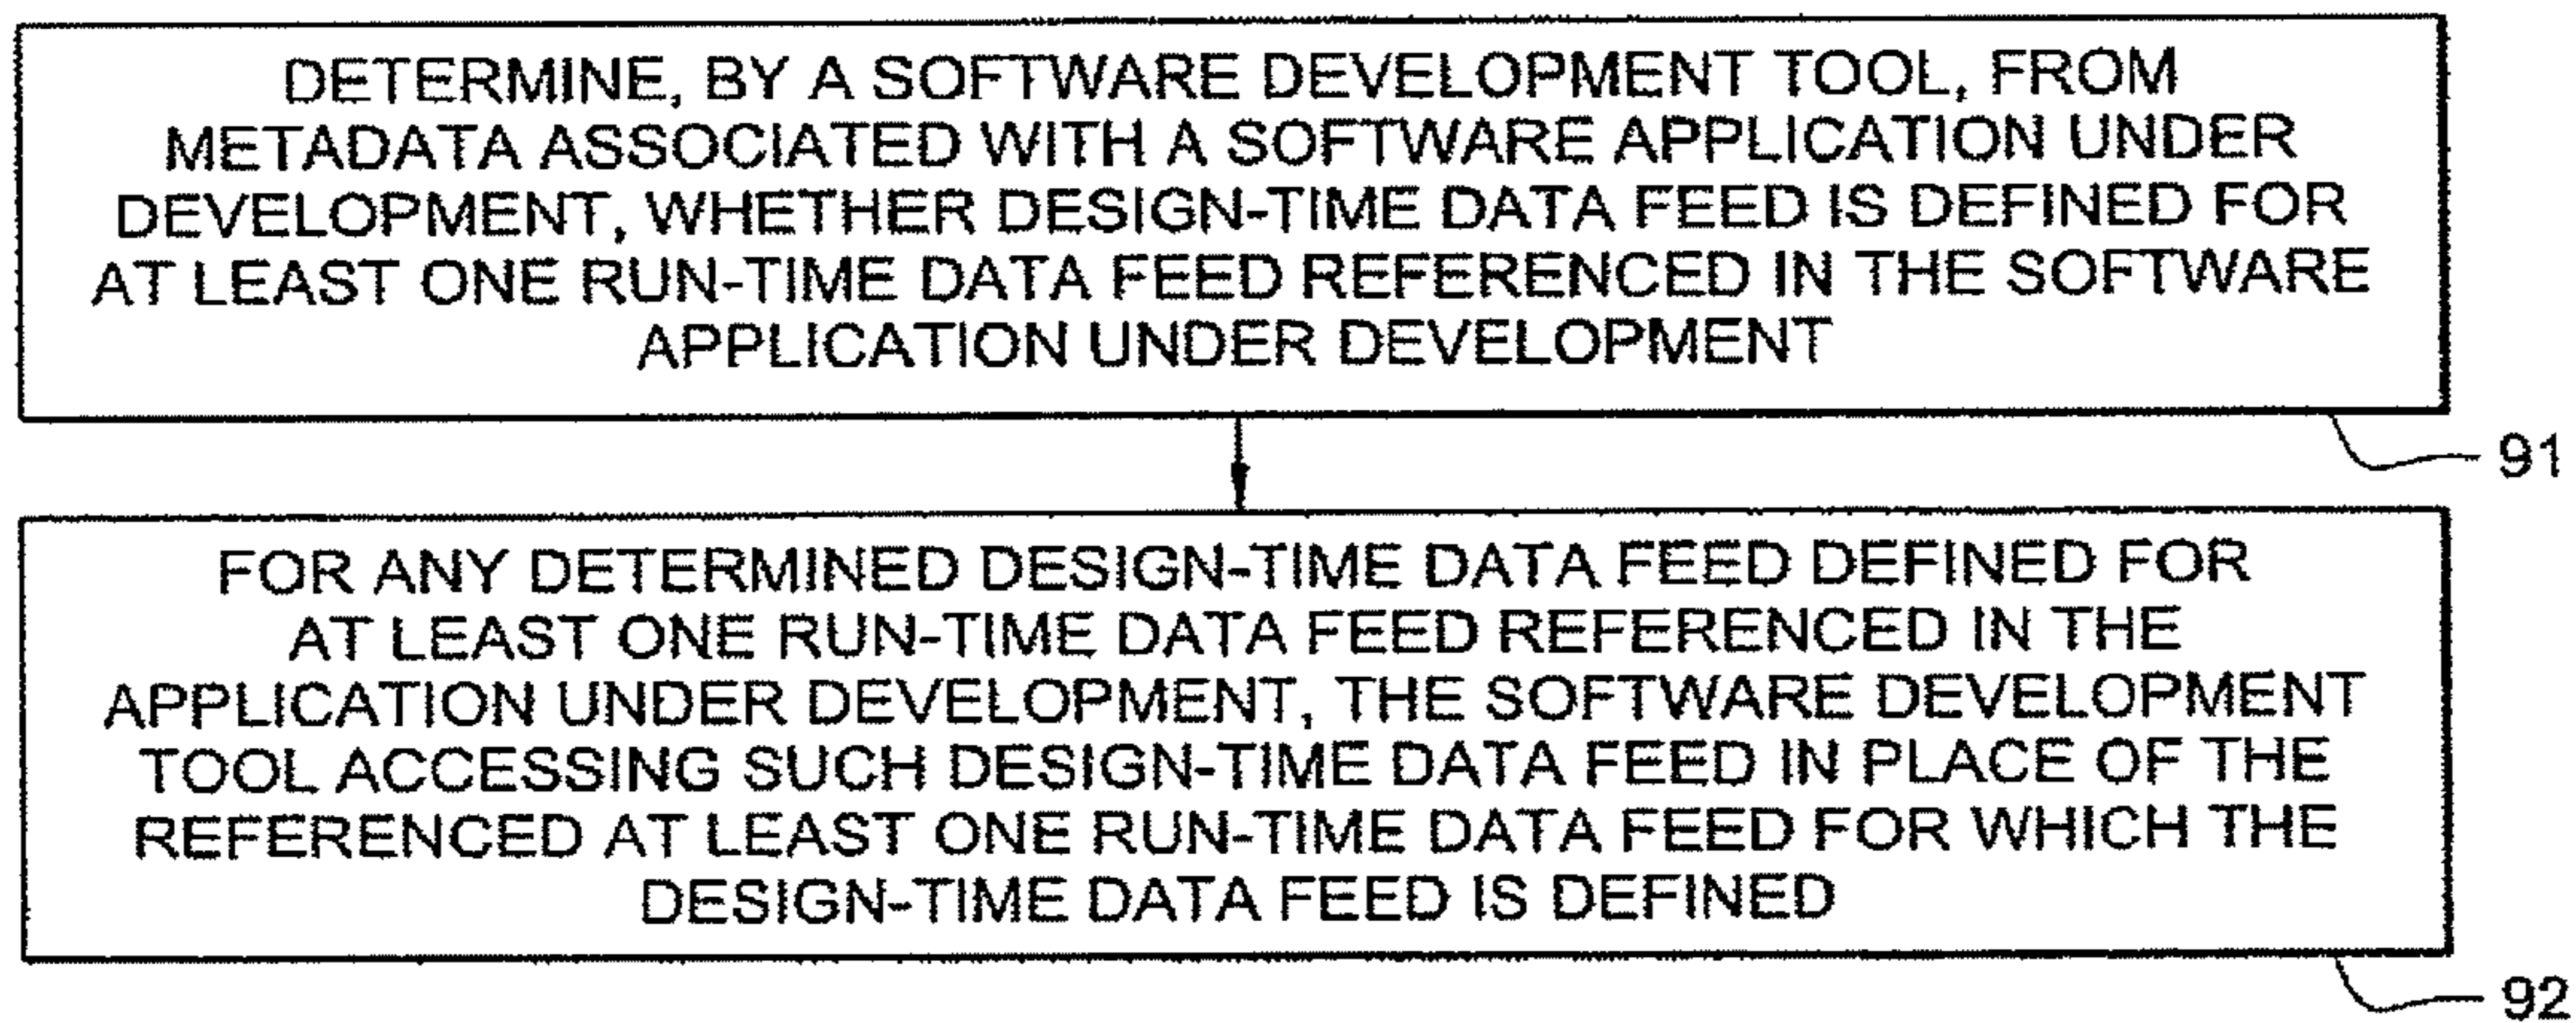 DETERMINE, BY A SOFTWARE DEVELOPMENT TOOL, FROM
METADATA ASSOCIATED WITH A SOFTWARE APPLICATION UNDER
DEVELOPMENT, WHETHER DESIGN-TIME DATA FEED IS DEFINED FOR
AT LEAST ONE RUN-TIME DATA FEED REFERENCED IN THE SOFTWARE
APPLICATION UNDER DEVELOPMENT
91
FOR ANY DETERMINED DESIGN-TIME DATA FEED DEFINED FOR
AT LEAST ONE RUN-TIME DATA FEED REFERENCED IN THE
APPLICATION UNDER DEVELOPMENT, THE SOFTWARE DEVELOPMENT
TOOL ACCESSING SUCH DESIGN-TIME DATA FEED IN PLACE OF THE
REFERENCED AT LEAST ONE RUN-TIME DATA FEED FOR WHICH THE
DESIGN-TIME DATA FEED IS DEFINED
92